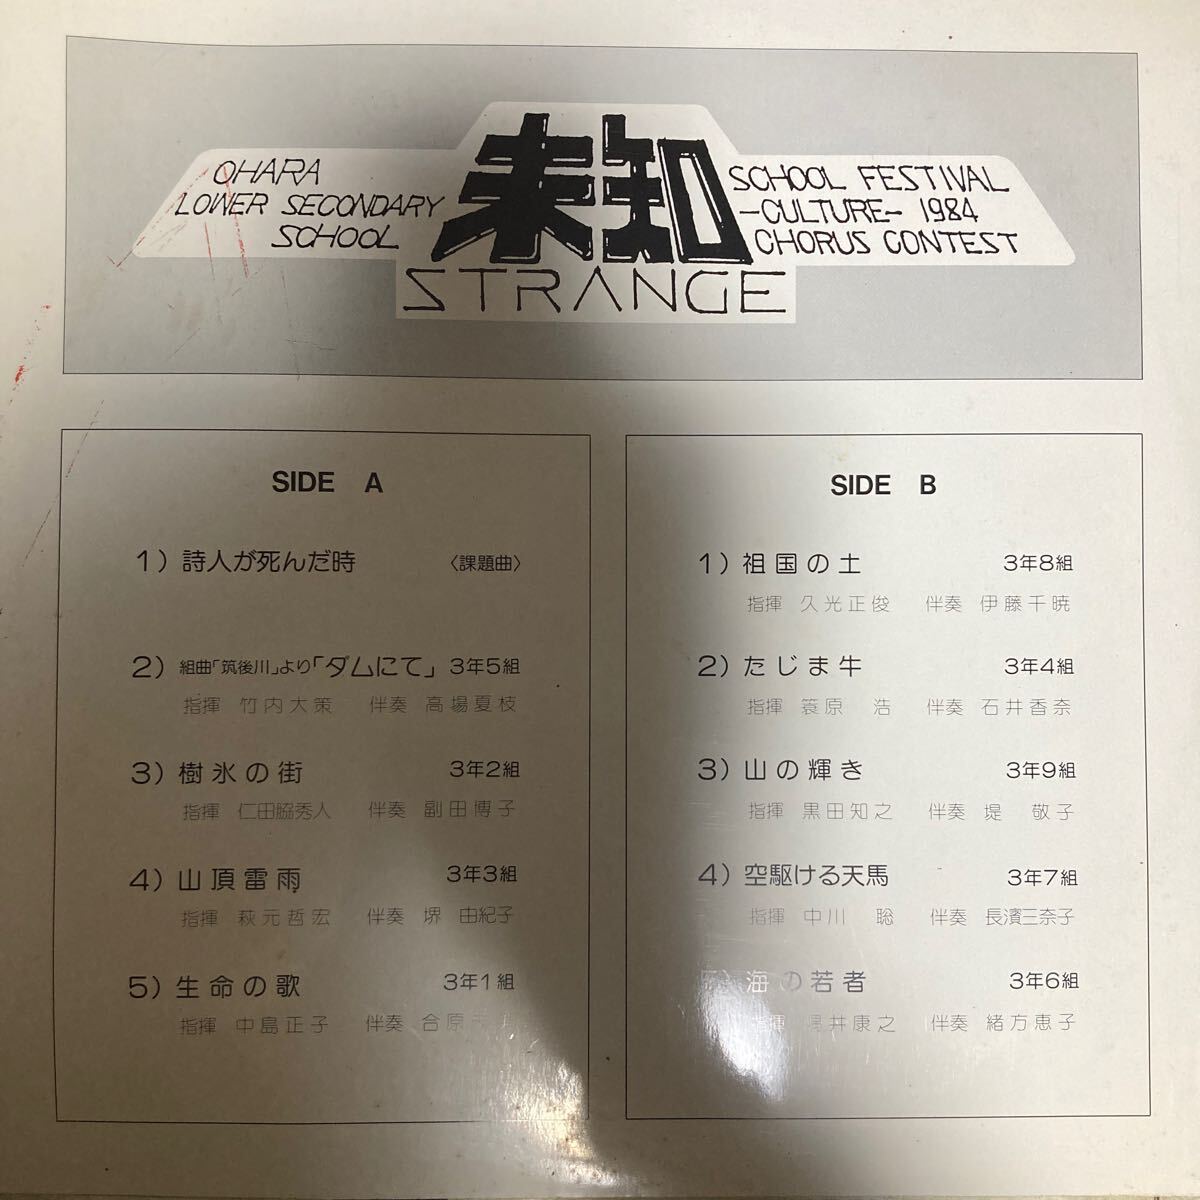 OHARA
LOWER SECONDARY
SCHOOL
未知
STRANGE
SCHOOL FESTIVAL
-CULTURE- 1984
CHORUS CONTEST
SIDE A
1) 詩人が死んだ時 〈課題曲〉
2) 組曲「筑後川」より「ダムにて」 3年5組
指揮 竹内大策 伴奏 高場夏枝
3) 樹氷の街 3年2組
指揮 仁田脇秀人 伴奏 副田博子
4) 山頂雷雨 3年3組
指揮 萩元哲宏 伴奏 堺 由紀子
5) 生命の歌 3年1組
指揮 中島正子 伴奏 合原
SIDE B
1) 祖国の土 3年8組
指揮 久光正俊 伴奏 伊藤千暁
2) たじま牛 3年4組
指揮 簑原 浩 伴奏 石井香奈
3) 山の輝き 3年9組
指揮 黒田知之 伴奏 堤 敬子
4) 空駆ける天馬 3年7組
指揮 中川 聡 伴奏 長濱三奈子
5) 海の若者 3年6組
指揮 井康之 伴奏 緒方恵子